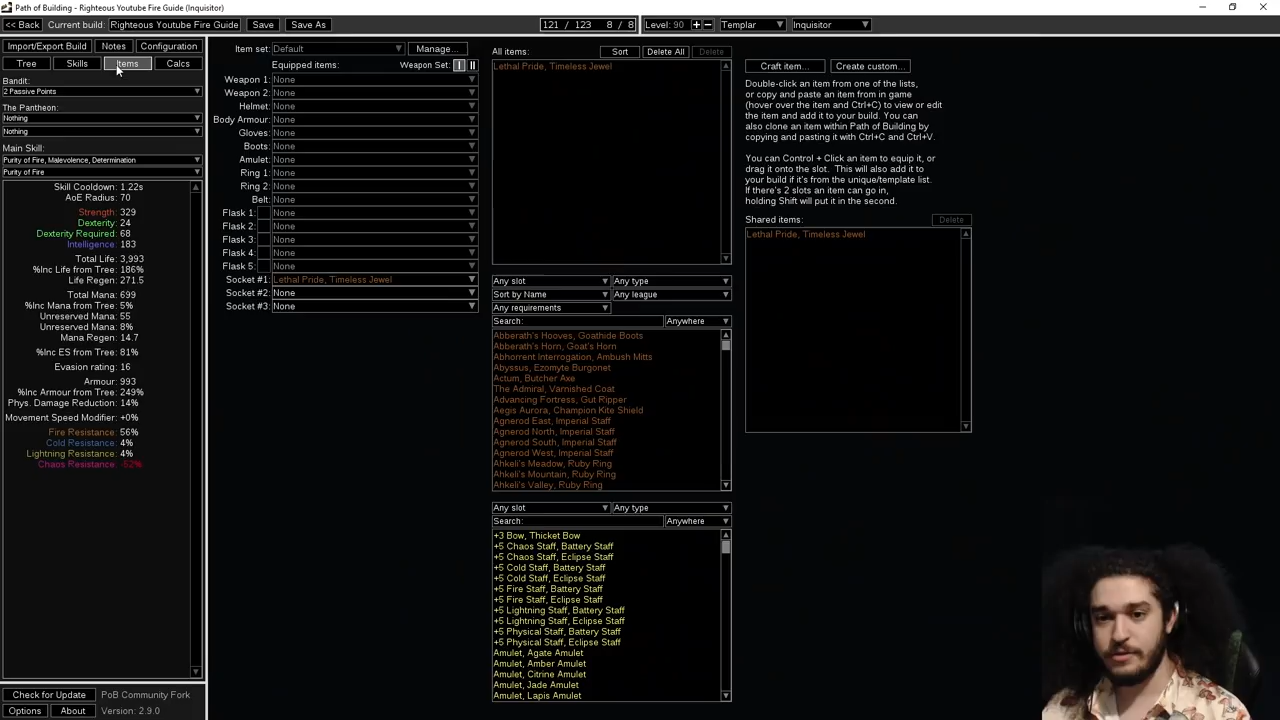 Path of Building - Righteous Youtube Fire Guide (Inquisitor)
<< Back Current build: Righteous Youtube Fire Guide Save Save As 121 / 123 8 / 8 Level: 90 + - Templar Inquisitor
Import/Export Build Notes Configuration
Tree Skills Items Calcs
Bandit:
2 Passive Points
The Pantheon:
Nothing
Nothing
Main Skill:
Purity of Fire, Malevolence, Determination
Purity of Fire
Skill Cooldown: 1.22s
AoE Radius: 70
Strength: 329
Dexterity: 24
Dexterity Required: 68
Intelligence: 183
Total Life: 3,993
%Inc Life from Tree: 186%
Life Regen: 271.5
Total Mana: 699
%Inc Mana from Tree: 5%
Unreserved Mana: 55
Unreserved Mana: 8%
Mana Regen: 14.7
%Inc ES from Tree: 81%
Evasion rating: 16
Armour: 993
%Inc Armour from Tree: 249%
Phys. Damage Reduction: 14%
Movement Speed Modifier: +0%
Fire Resistance: 56%
Cold Resistance: 4%
Lightning Resistance: 4%
Chaos Resistance: -52%
Check for Update PoB Community Fork
Options About Version: 2.9.0
Item set: Default Manage...
Equipped items: Weapon Set: I II
Weapon 1: None
Weapon 2: None
Helmet: None
Body Armour: None
Gloves: None
Boots: None
Amulet: None
Ring 1: None
Ring 2: None
Belt: None
Flask 1: None
Flask 2: None
Flask 3: None
Flask 4: None
Flask 5: None
Socket #1: Lethal Pride, Timeless Jewel
Socket #2: None
Socket #3: None
All items: Sort Delete All Delete
Lethal Pride, Timeless Jewel
Any slot Any type
Sort by Name Any league
Any requirements
Search: Anywhere
Abberath's Hooves, Goathide Boots
Abberath's Horn, Goat's Horn
Abhorrent Interrogation, Ambush Mitts
Abyssus, Ezomyte Burgonet
Actum, Butcher Axe
The Admiral, Varnished Coat
Advancing Fortress, Gut Ripper
Aegis Aurora, Champion Kite Shield
Agnerod East, Imperial Staff
Agnerod North, Imperial Staff
Agnerod South, Imperial Staff
Agnerod West, Imperial Staff
Ahkeli's Meadow, Ruby Ring
Ahkeli's Mountain, Ruby Ring
Ahkeli's Valley, Ruby Ring
Any slot Any type
Search: Anywhere
+3 Bow, Thicket Bow
+5 Chaos Staff, Battery Staff
+5 Chaos Staff, Eclipse Staff
+5 Cold Staff, Battery Staff
+5 Cold Staff, Eclipse Staff
+5 Fire Staff, Battery Staff
+5 Fire Staff, Eclipse Staff
+5 Lightning Staff, Battery Staff
+5 Lightning Staff, Eclipse Staff
+5 Physical Staff, Battery Staff
+5 Physical Staff, Eclipse Staff
Amulet, Agate Amulet
Amulet, Amber Amulet
Amulet, Citrine Amulet
Amulet, Jade Amulet
Amulet, Lapis Amulet
Craft item... Create custom...
Double-click an item from one of the lists,
or copy and paste an item from in game
(hover over the item and Ctrl+C) to view or edit
the item and add it to your build. You can
also clone an item within Path of Building by
copying and pasting it with Ctrl+C and Ctrl+V.
You can Control + Click an item to equip it, or
drag it onto the slot. This will also add it to
your build if it's from the unique/template list.
If there's 2 slots an item can go in,
holding Shift will put it in the second.
Shared items: Delete
Lethal Pride, Timeless Jewel